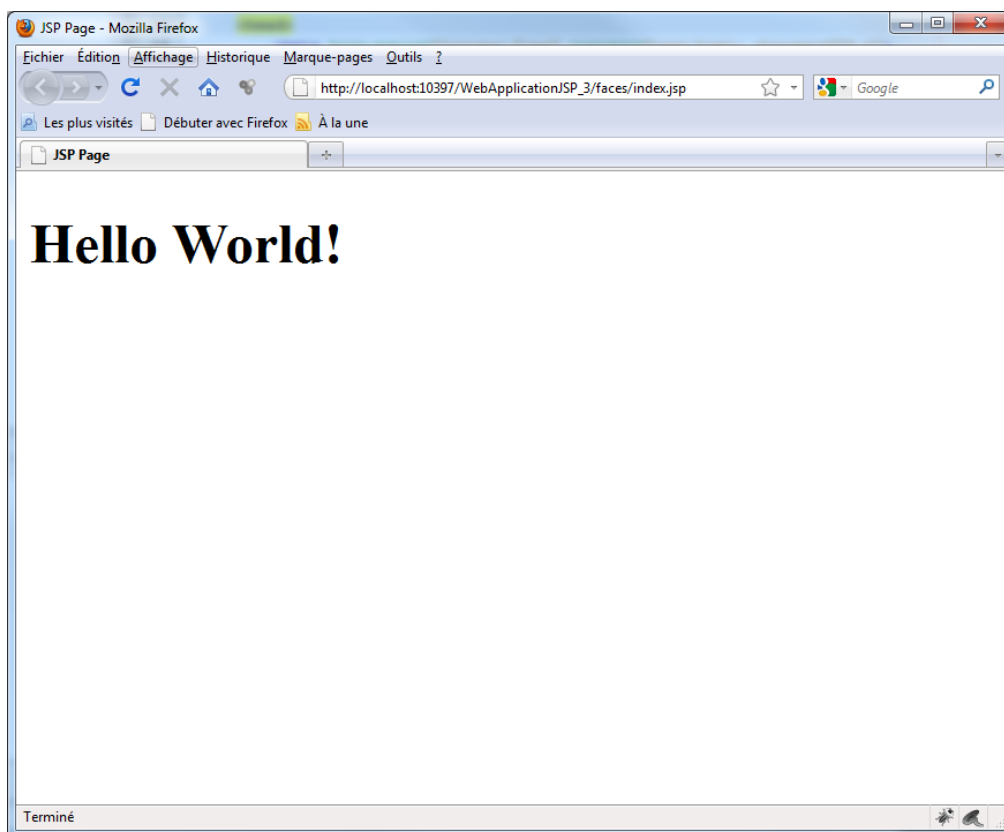 JSP Page - Mozilla Firefox
Fichier Édition Affichage Historique Marque-pages Outils ?
http://localhost:10397/WebApplicationJSP_3/faces/index.jsp Google
Les plus visités Débuter avec Firefox À la une
JSP Page
Hello World!
Terminé